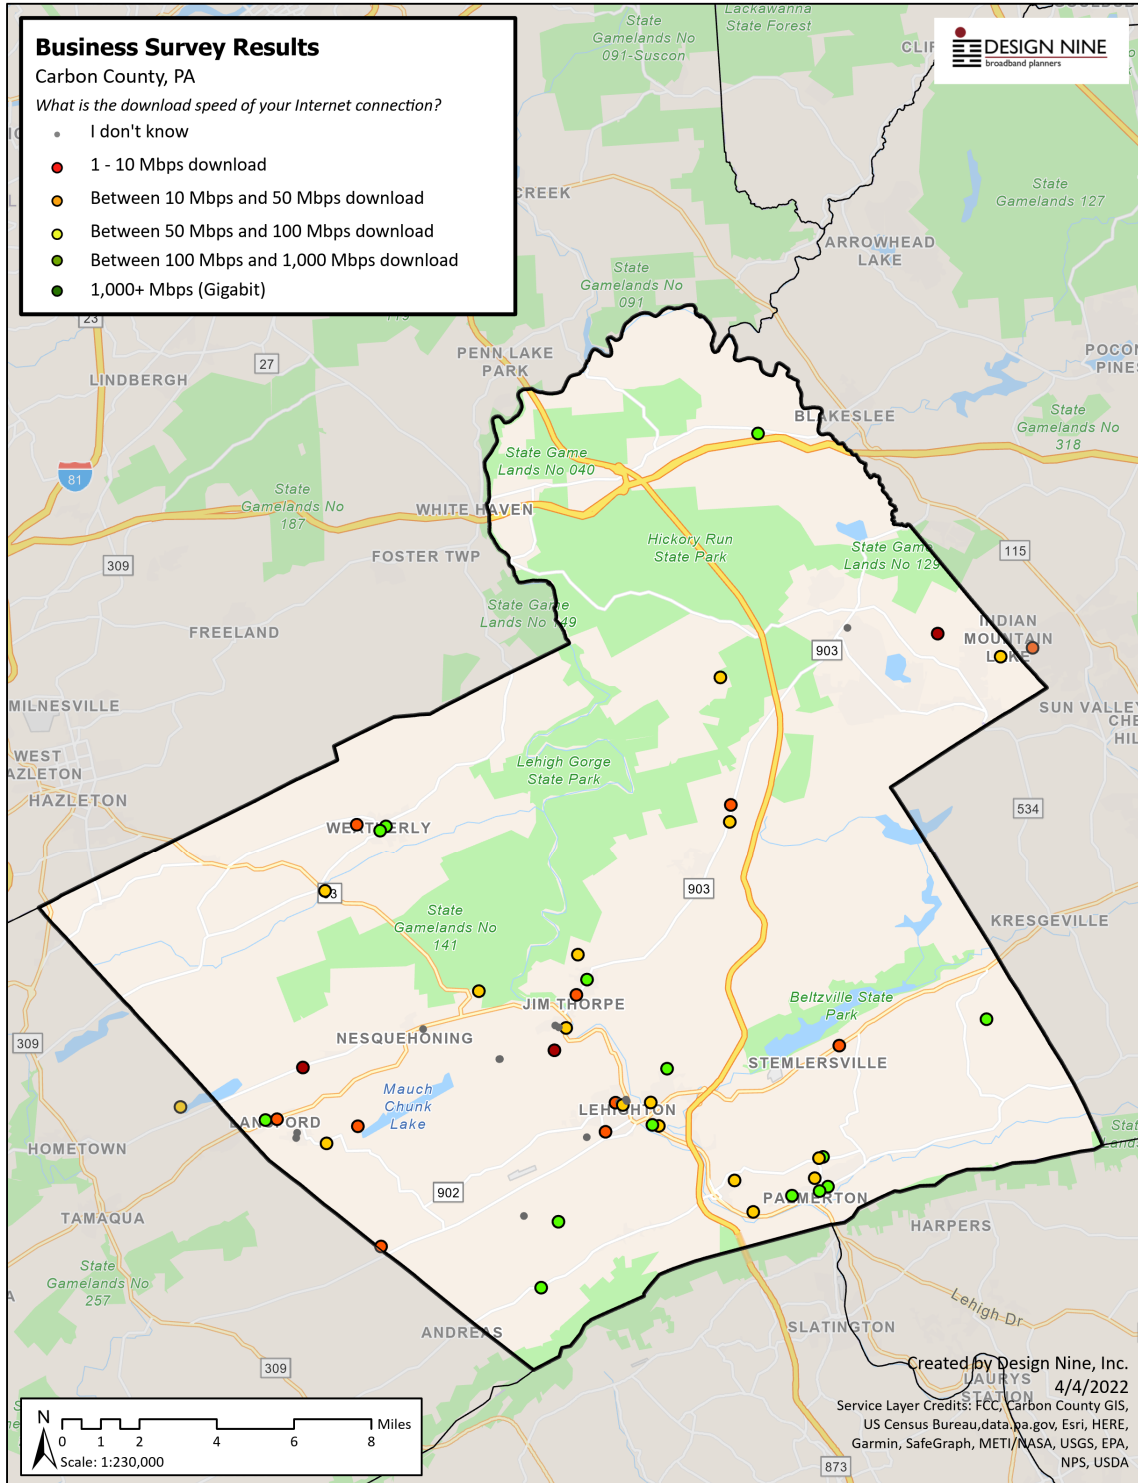 Business Survey Results
Carbon County, PA
What is the download speed of your Internet connection?
I don't know
1 - 10 Mbps download
Between 10 Mbps and 50 Mbps download
Between 50 Mbps and 100 Mbps download
Between 100 Mbps and 1,000 Mbps download
1,000+ Mbps (Gigabit)
DESIGN NINE
broadband planners
State
Gamelands No
091-Suscon
Lackawanna
State Forest
CREEK
State
Gamelands 127
ARROWHEAD
LAKE
State
Gamelands No
091
23
27
LINDBERGH
PENN LAKE
PARK
BLAKESLEE
State
Gamelands No
318
State Game
Lands No 040
81
State
Gamelands No
187
WHITE HAVEN
Hickory Run
State Park
State Game
Lands No 129
115
FOSTER TWP
309
State Game
FREELAND
903
INDIAN
MOUNTAIN
LAKE
MILNESVILLE
SUN VALLEY
WEST
HAZLETON
Lehigh Gorge
State Park
534
WEATHERLY
903
State
Gamelands No
141
KRESGEVILLE
JIM THORPE
Beltzville State
Park
309
NESQUEHONING
STEMLERSVILLE
Mauch
Chunk
Lake
LEHIGHTON
LANSFORD
HOMETOWN
902
PALMERTON
TAMAQUA
HARPERS
State
Gamelands No
257
Lehigh Dr
ANDREAS
SLATINGTON
309
LAURYS
STATION
873
Created by Design Nine, Inc.
4/4/2022
Service Layer Credits: FCC, Carbon County GIS,
US Census Bureau,data.pa.gov, Esri, HERE,
Garmin, SafeGraph, METI/NASA, USGS, EPA,
NPS, USDA
N
0 1 2 4 6 8 Miles
Scale: 1:230,000